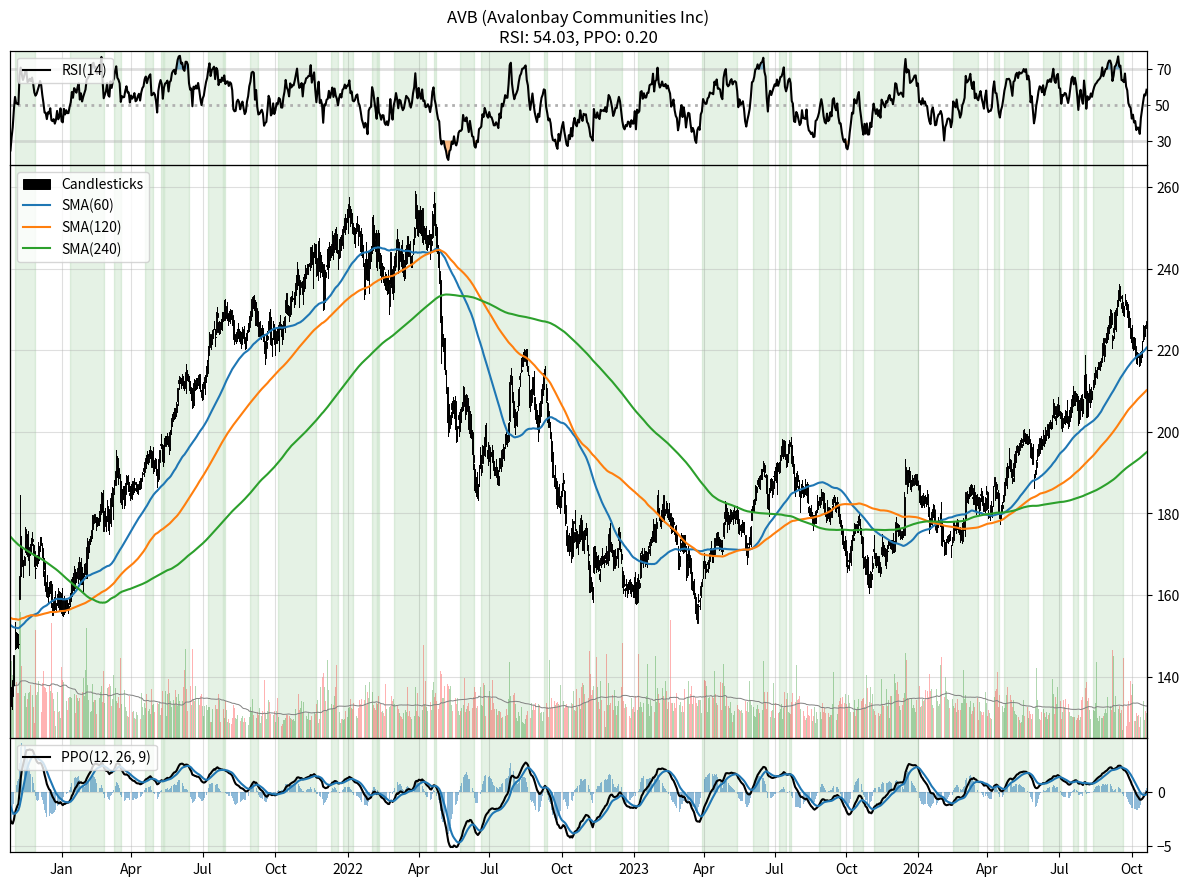 AVB (Avalonbay Communities Inc)
RSI: 54.03, PPO: 0.20
RSI(14)
70
50
30
Candlesticks
SMA(60)
SMA(120)
SMA(240)
260
240
220
200
180
160
140
PPO(12, 26, 9)
0
−5
Jan Apr Jul Oct 2022 Apr Jul Oct 2023 Apr Jul Oct 2024 Apr Jul Oct